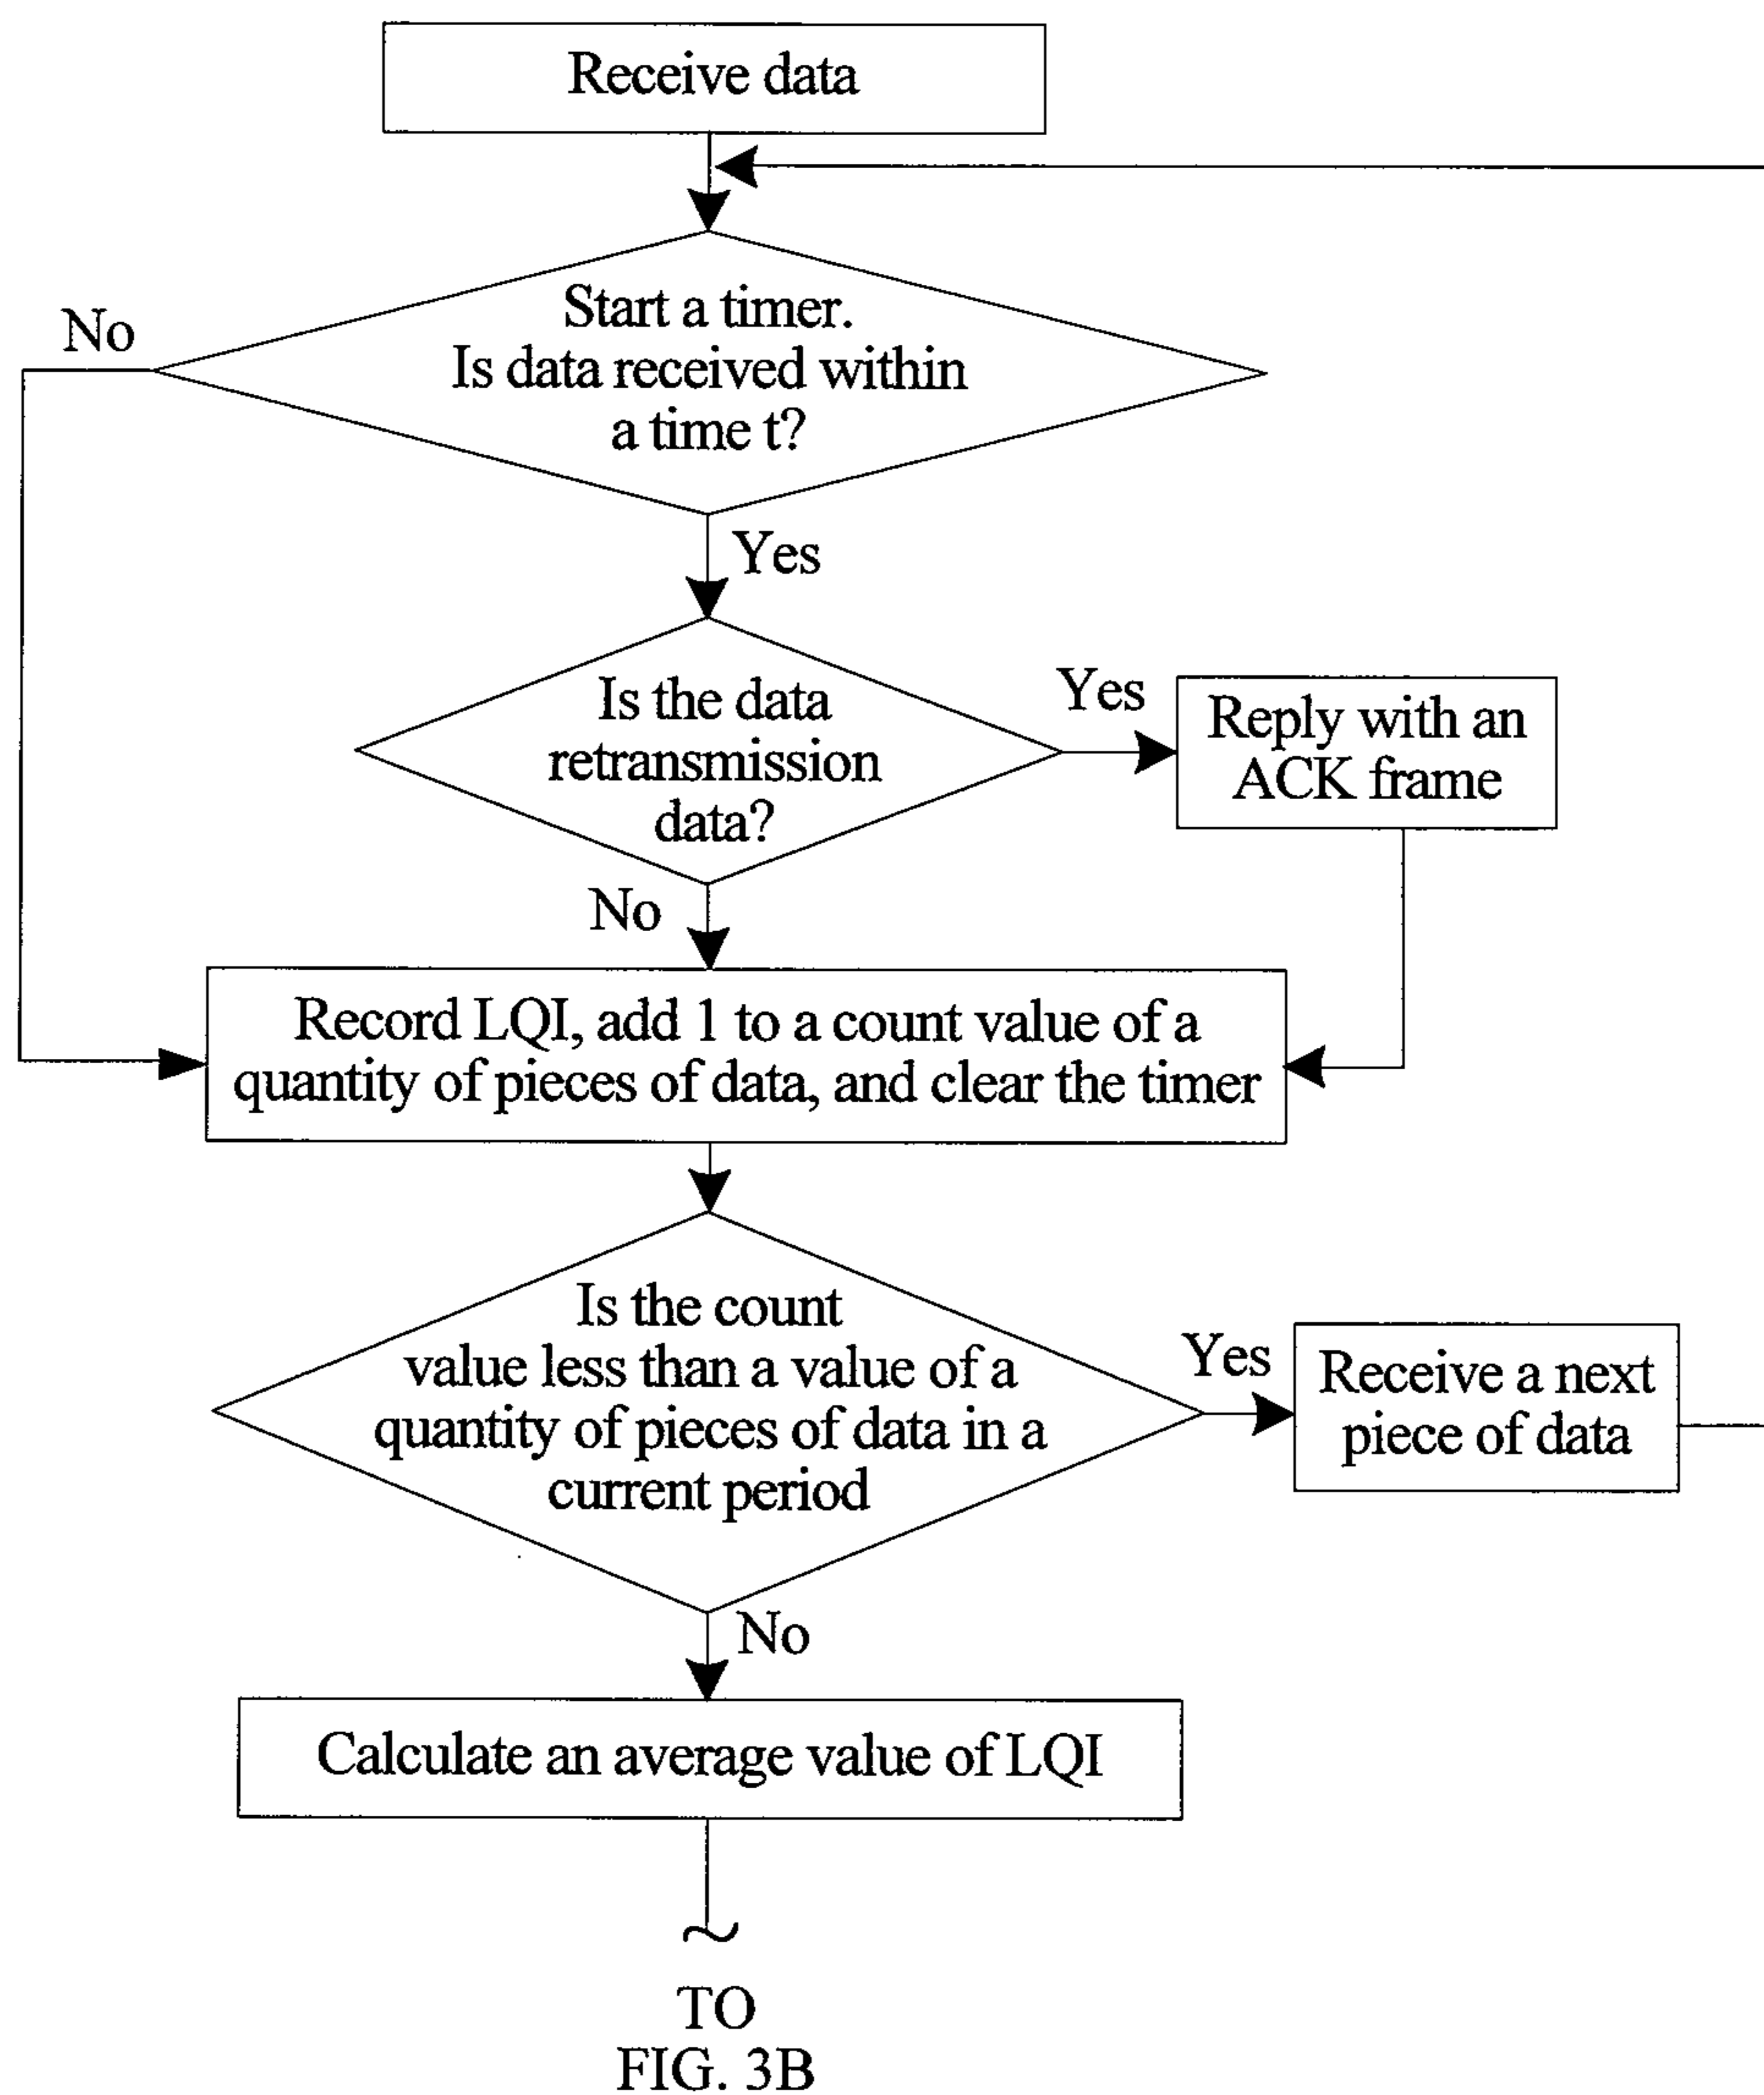 Receive data
Start a timer.
Is data received within
a time t?
No
Yes
Is the data
retransmission
data?
Yes
Reply with an
ACK frame
No
Record LQI, add 1 to a count value of a
quantity of pieces of data, and clear the timer
Is the count
value less than a value of a
quantity of pieces of data in a
current period
Yes
Receive a next
piece of data
No
Calculate an average value of LQI
TO
FIG. 3B